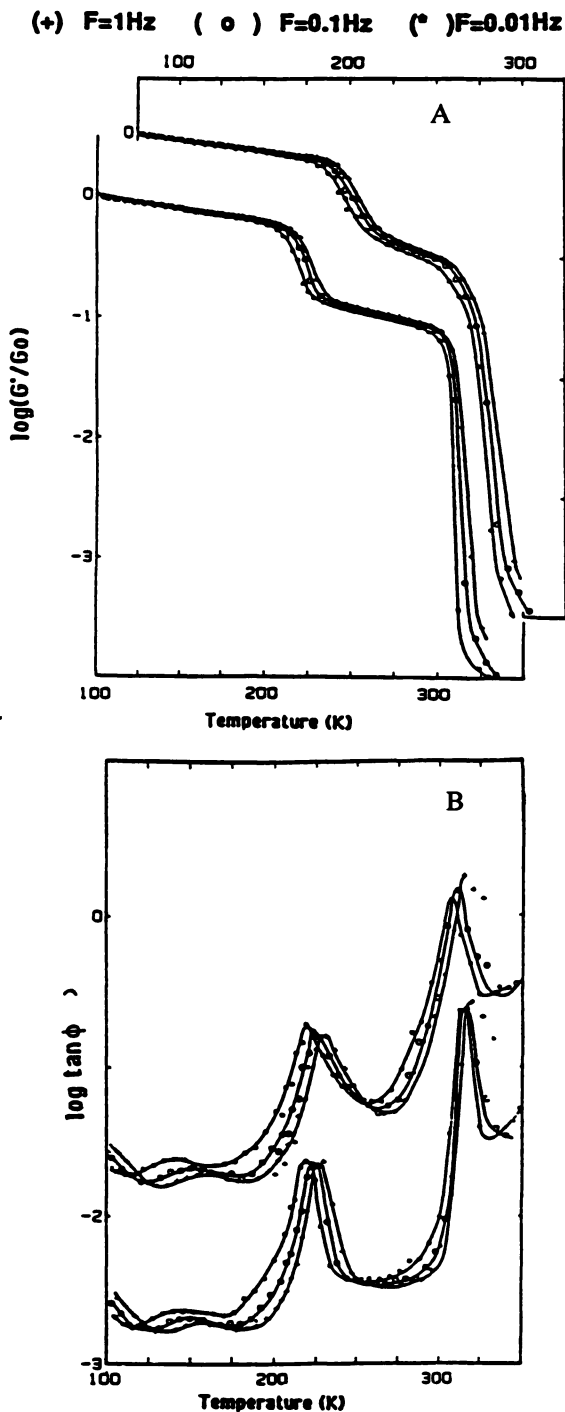 (+) F=1Hz ( o ) F=0.1Hz (* )F=0.01Hz
100 200 300
A
0
0
-1
-2
-3
log(G'/Go)
100 200 300
Temperature (K)
B
0
-2
-3
log tanϕ )
100 200 300
Temperature (K)